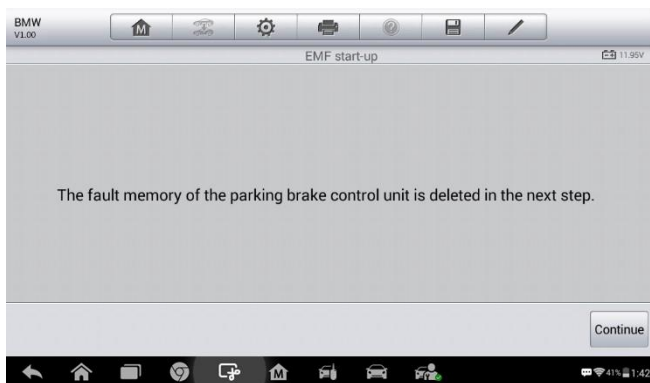 BMW
V1.00
EMF start-up
11.95V
The fault memory of the parking brake control unit is deleted in the next step.
Continue
41% 1:42